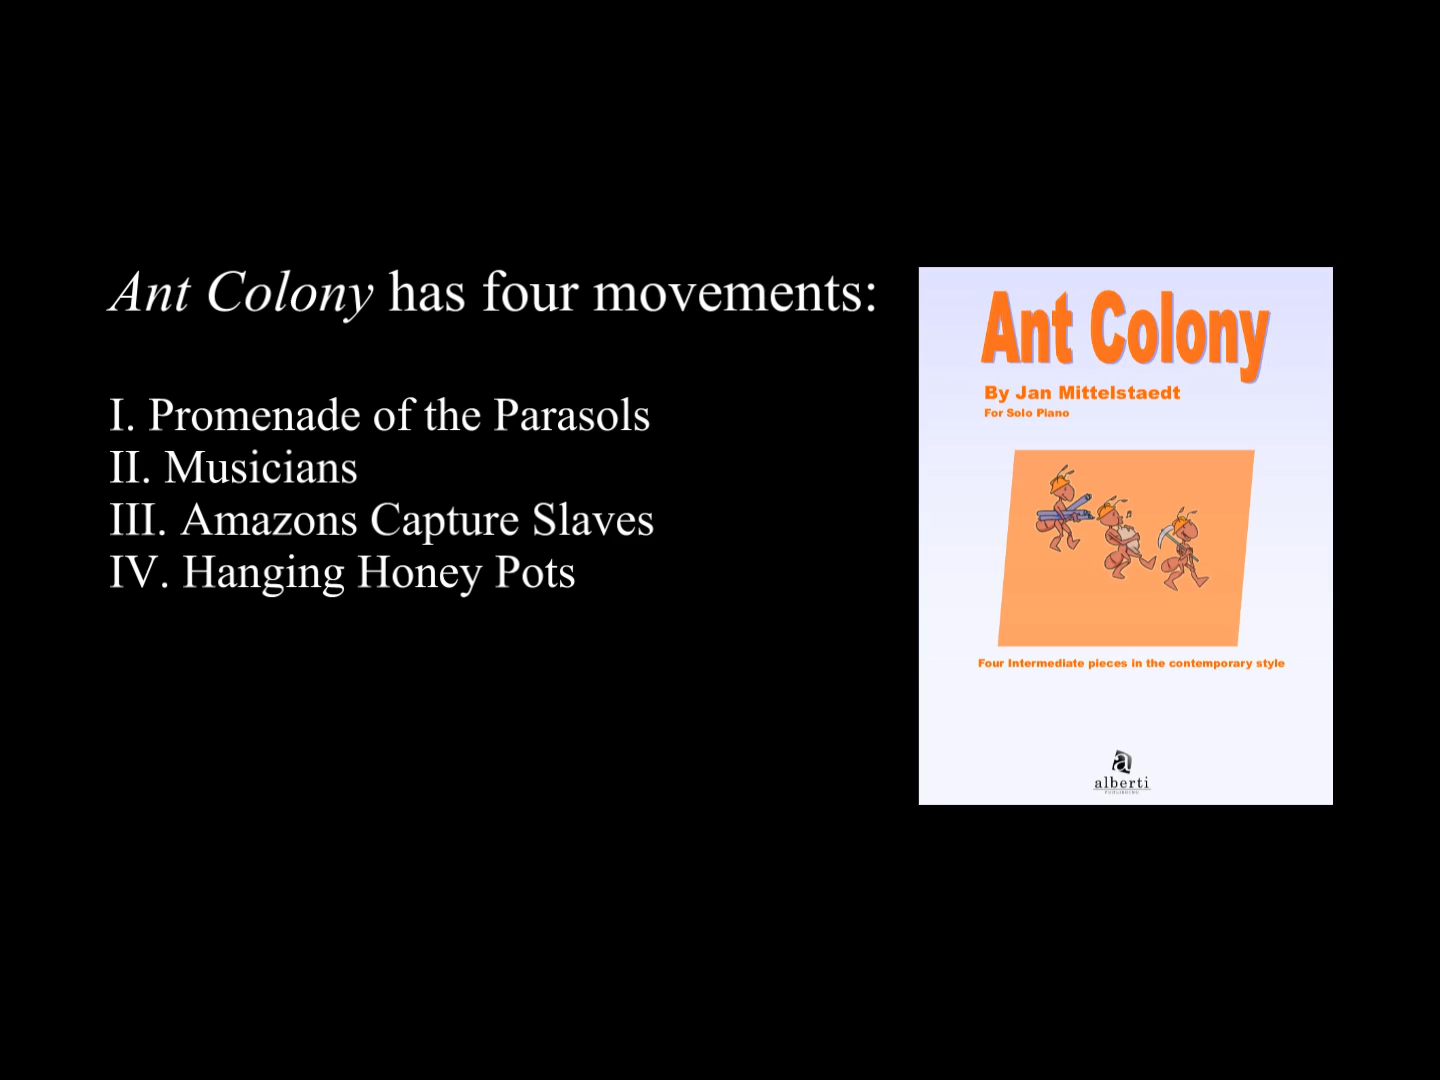 Ant Colony has four movements:
I. Promenade of the Parasols
II. Musicians
III. Amazons Capture Slaves
IV. Hanging Honey Pots
Ant Colony
By Jan Mittelstaedt
For Solo Piano
Four Intermediate pieces in the contemporary style
a
alberti
PUBLISHING